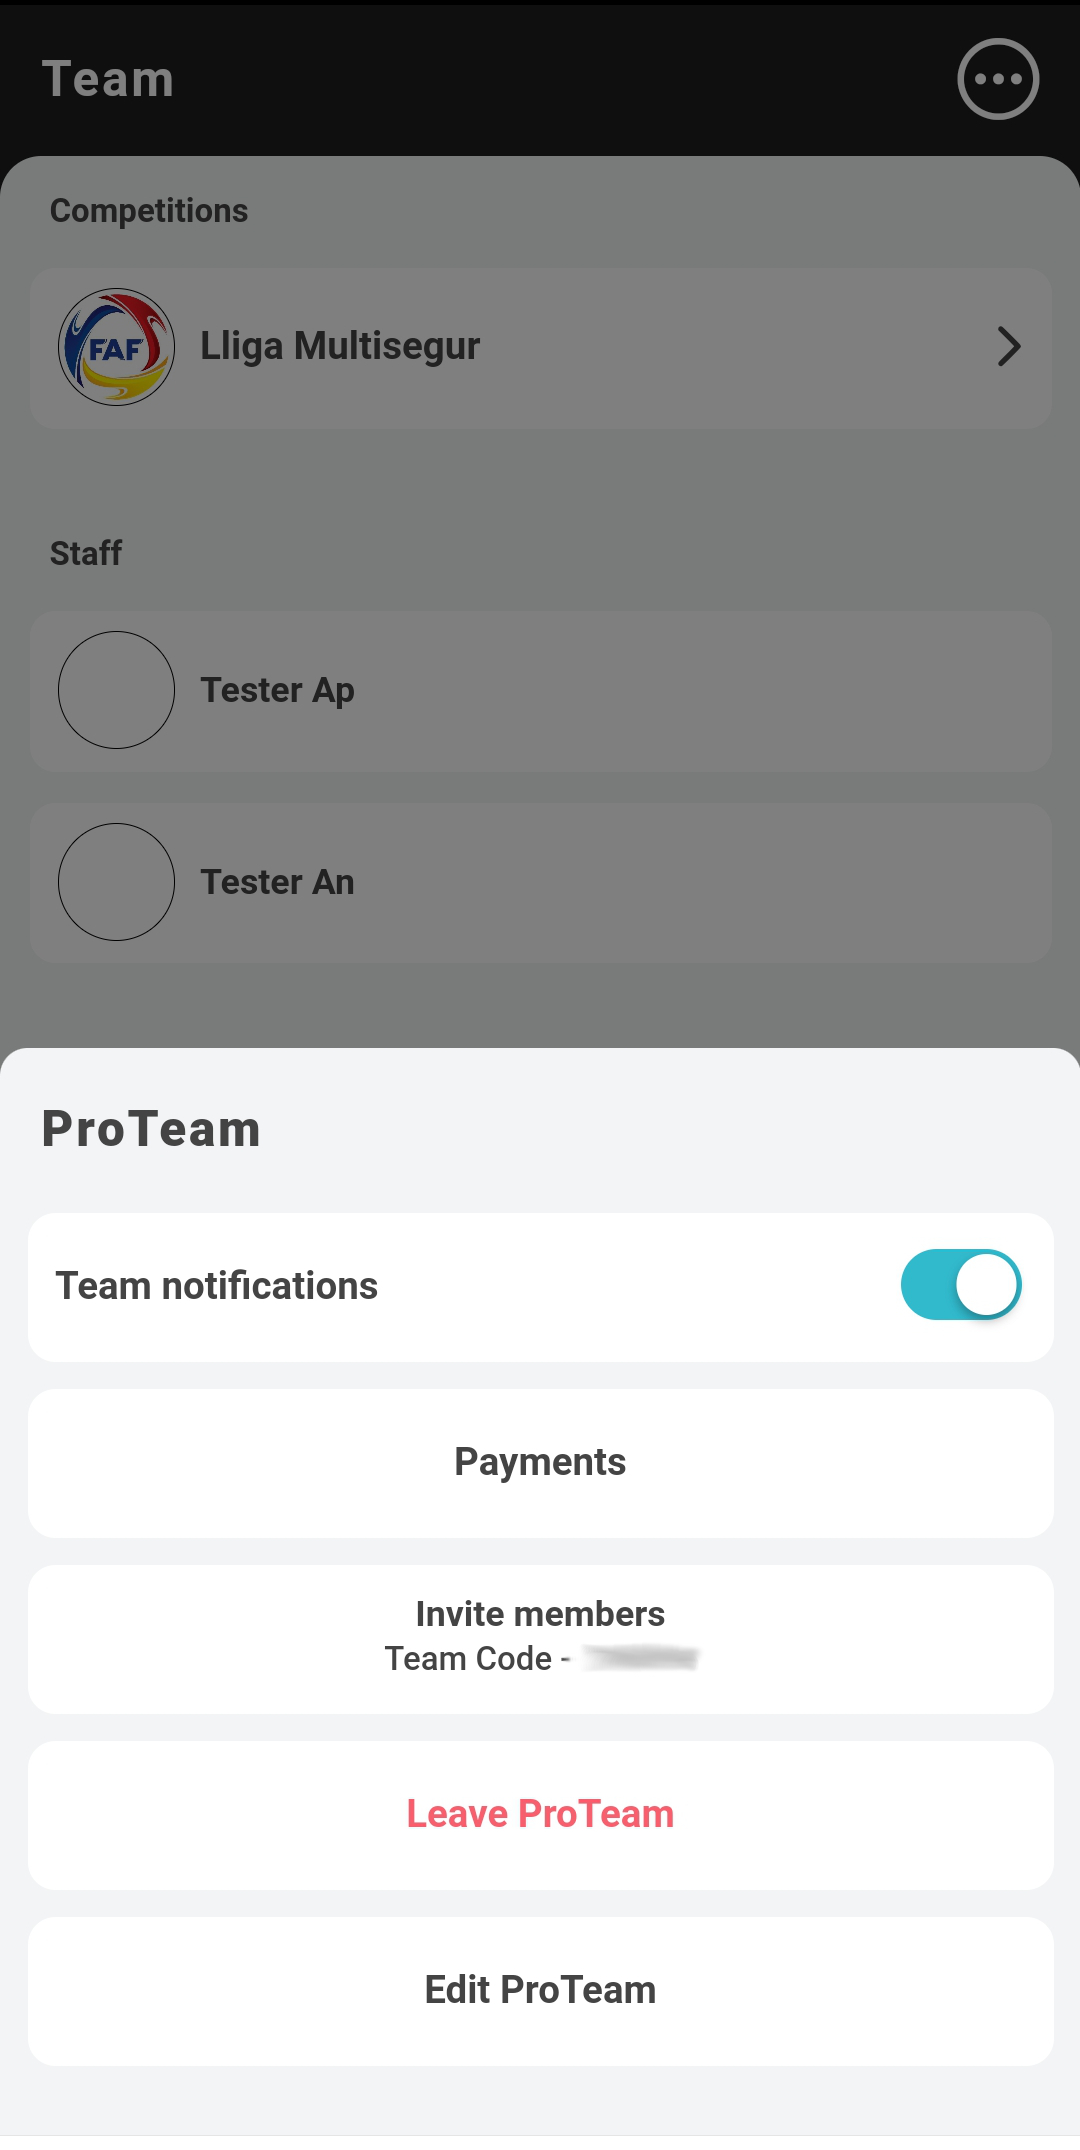 Team
Competitions
FAF
Lliga Multisegur
Staff
Tester Ap
Tester An
ProTeam
Team notifications
Payments
Invite members
Team Code -
Leave ProTeam
Edit ProTeam